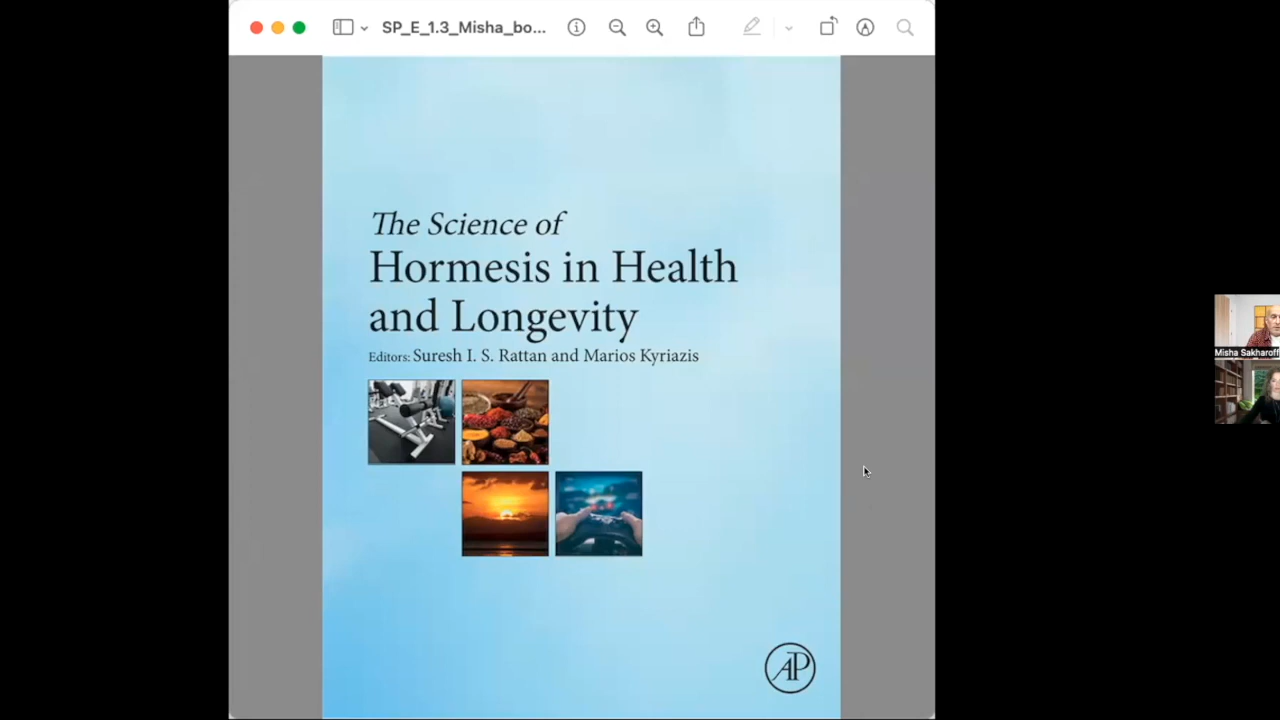 SP_E_1.3_Misha_bo...
The Science of
Hormesis in Health
and Longevity
Editors: Suresh I. S. Rattan and Marios Kyriazis
Misha Sakharoff
AP